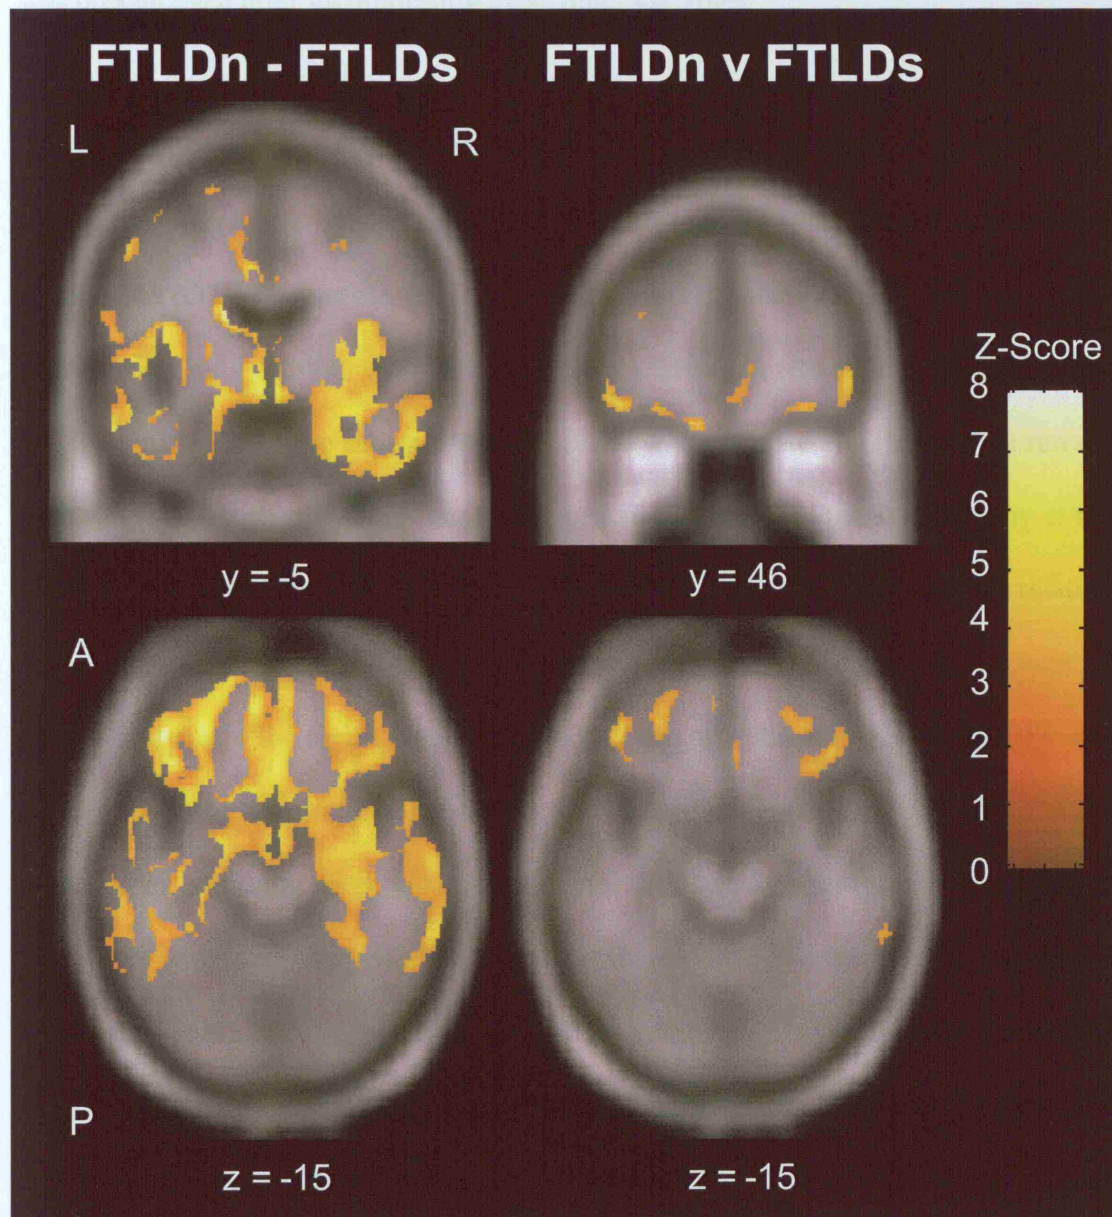 FTLDn - FTLDs
FTLDn v FTLDs
L
R
y = -5
y = 46
Z-Score
8
7
6
5
4
3
2
1
0
A
P
z = -15
z = -15